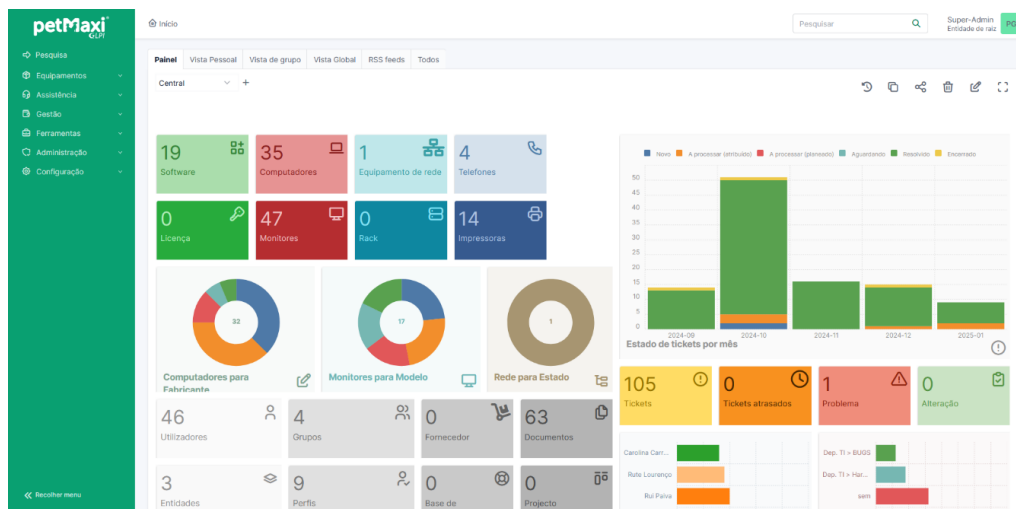 petMaxi
GLPI
Início
Pesquisar
Super-Admin
Entidade de raiz
PG
Pesquisa
Equipamentos
Assistência
Gestão
Ferramentas
Administração
Configuração
Recolher menu
Painel Vista Pessoal Vista de grupo Vista Global RSS feeds Todos
Central
19
Software
35
Computadores
1
Equipamento de rede
4
Telefones
0
Licença
47
Monitores
0
Rack
14
Impressoras
32
Computadores para
Fabricante
17
Monitores para Modelo
1
Rede para Estado
46
Utilizadores
4
Grupos
0
Fornecedor
63
Documentos
3
Entidades
9
Perfis
0
Base de
0
Projecto
Novo A processar (atribuído) A processar (planeado) Aguardando Resolvido Encerrado
50
45
40
35
30
25
20
15
10
5
0
2024-09 2024-10 2024-11 2024-12 2025-01
Estado de tickets por mês
105
Tickets
0
Tickets atrasados
1
Problema
0
Alteração
Carolina Carr...
Rute Lourenço
Rui Paiva
Dep. TI > BUGS
Dep. TI > Har...
sem